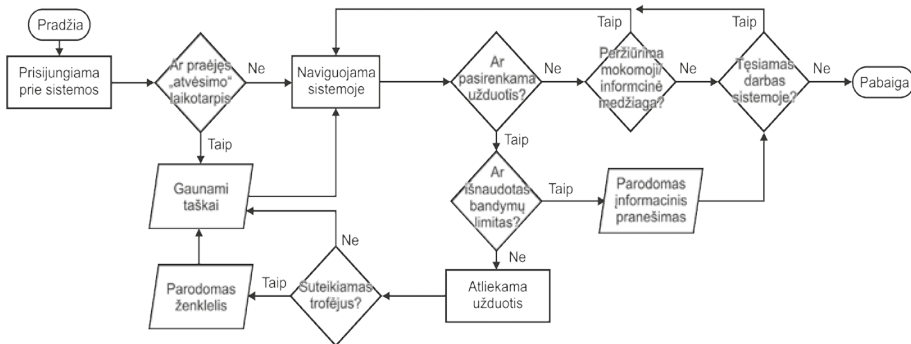 Pradžia
Prisijungiama
prie sistemos
Ar praėjęs
„atvėsimo“
laikotarpis
Ne
Taip
Naviguojama
sistemoje
Ar
pasirenkama
užduotis?
Ne
Taip
Peržiūrima
mokomoji/
informcinė
medžiaga?
Taip
Ne
Tęsiamas
darbas
sistemoje?
Taip
Ne
Pabaiga
Gaunami
taškai
Ar
išnaudotas
bandymų
limitas?
Taip
Ne
Parodomas
įnformacinis
pranešimas
Parodomas
ženklelis
Taip
Suteikiamas
trofėjus?
Ne
Atliekama
užduotis